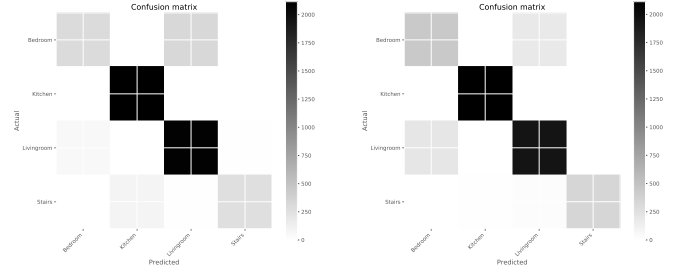 Confusion matrix
Actual
Bedroom
Kitchen
Livingroom
Stairs
Bedroom
Kitchen
Livingroom
Stairs
Predicted
2000
1750
1500
1250
1000
750
500
250
0
Confusion matrix
Actual
Bedroom
Kitchen
Livingroom
Stairs
Bedroom
Kitchen
Livingroom
Stairs
Predicted
2000
1750
1500
1250
1000
750
500
250
0